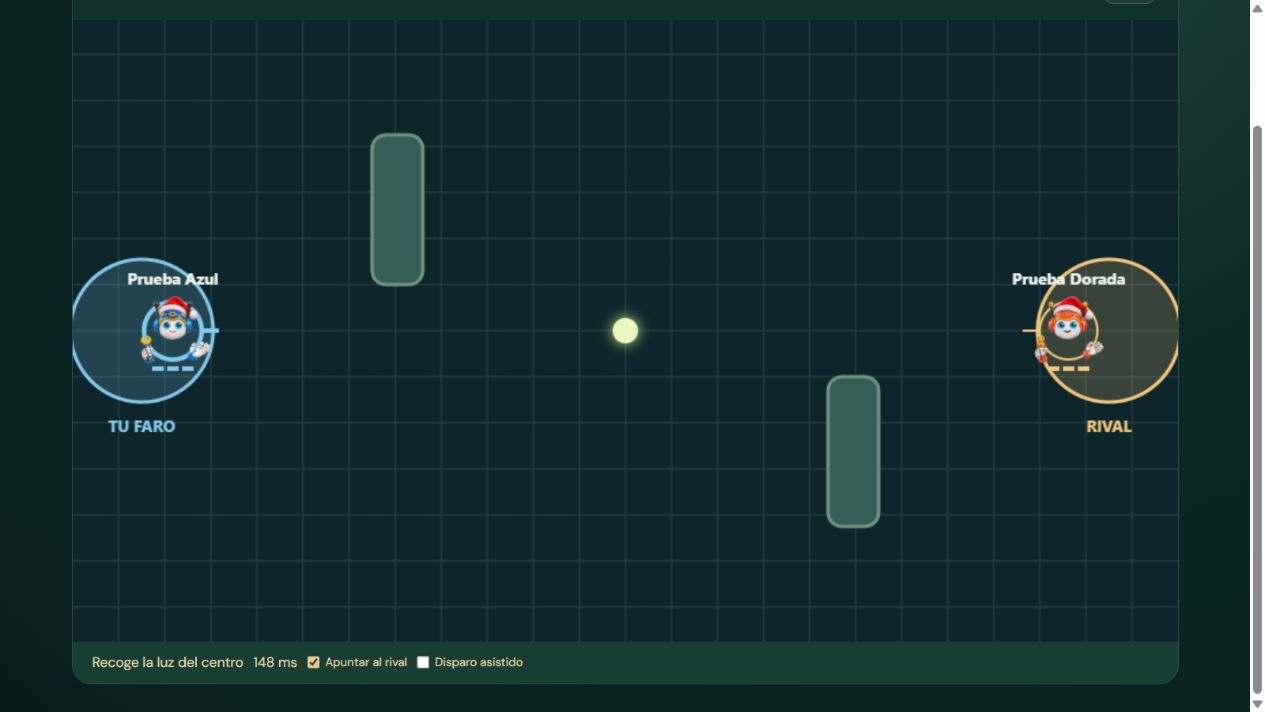 Prueba Azul
Prueba Dorada
TU FARO
RIVAL
Recoge la luz del centro 148 ms Apuntar al rival Disparo asistido